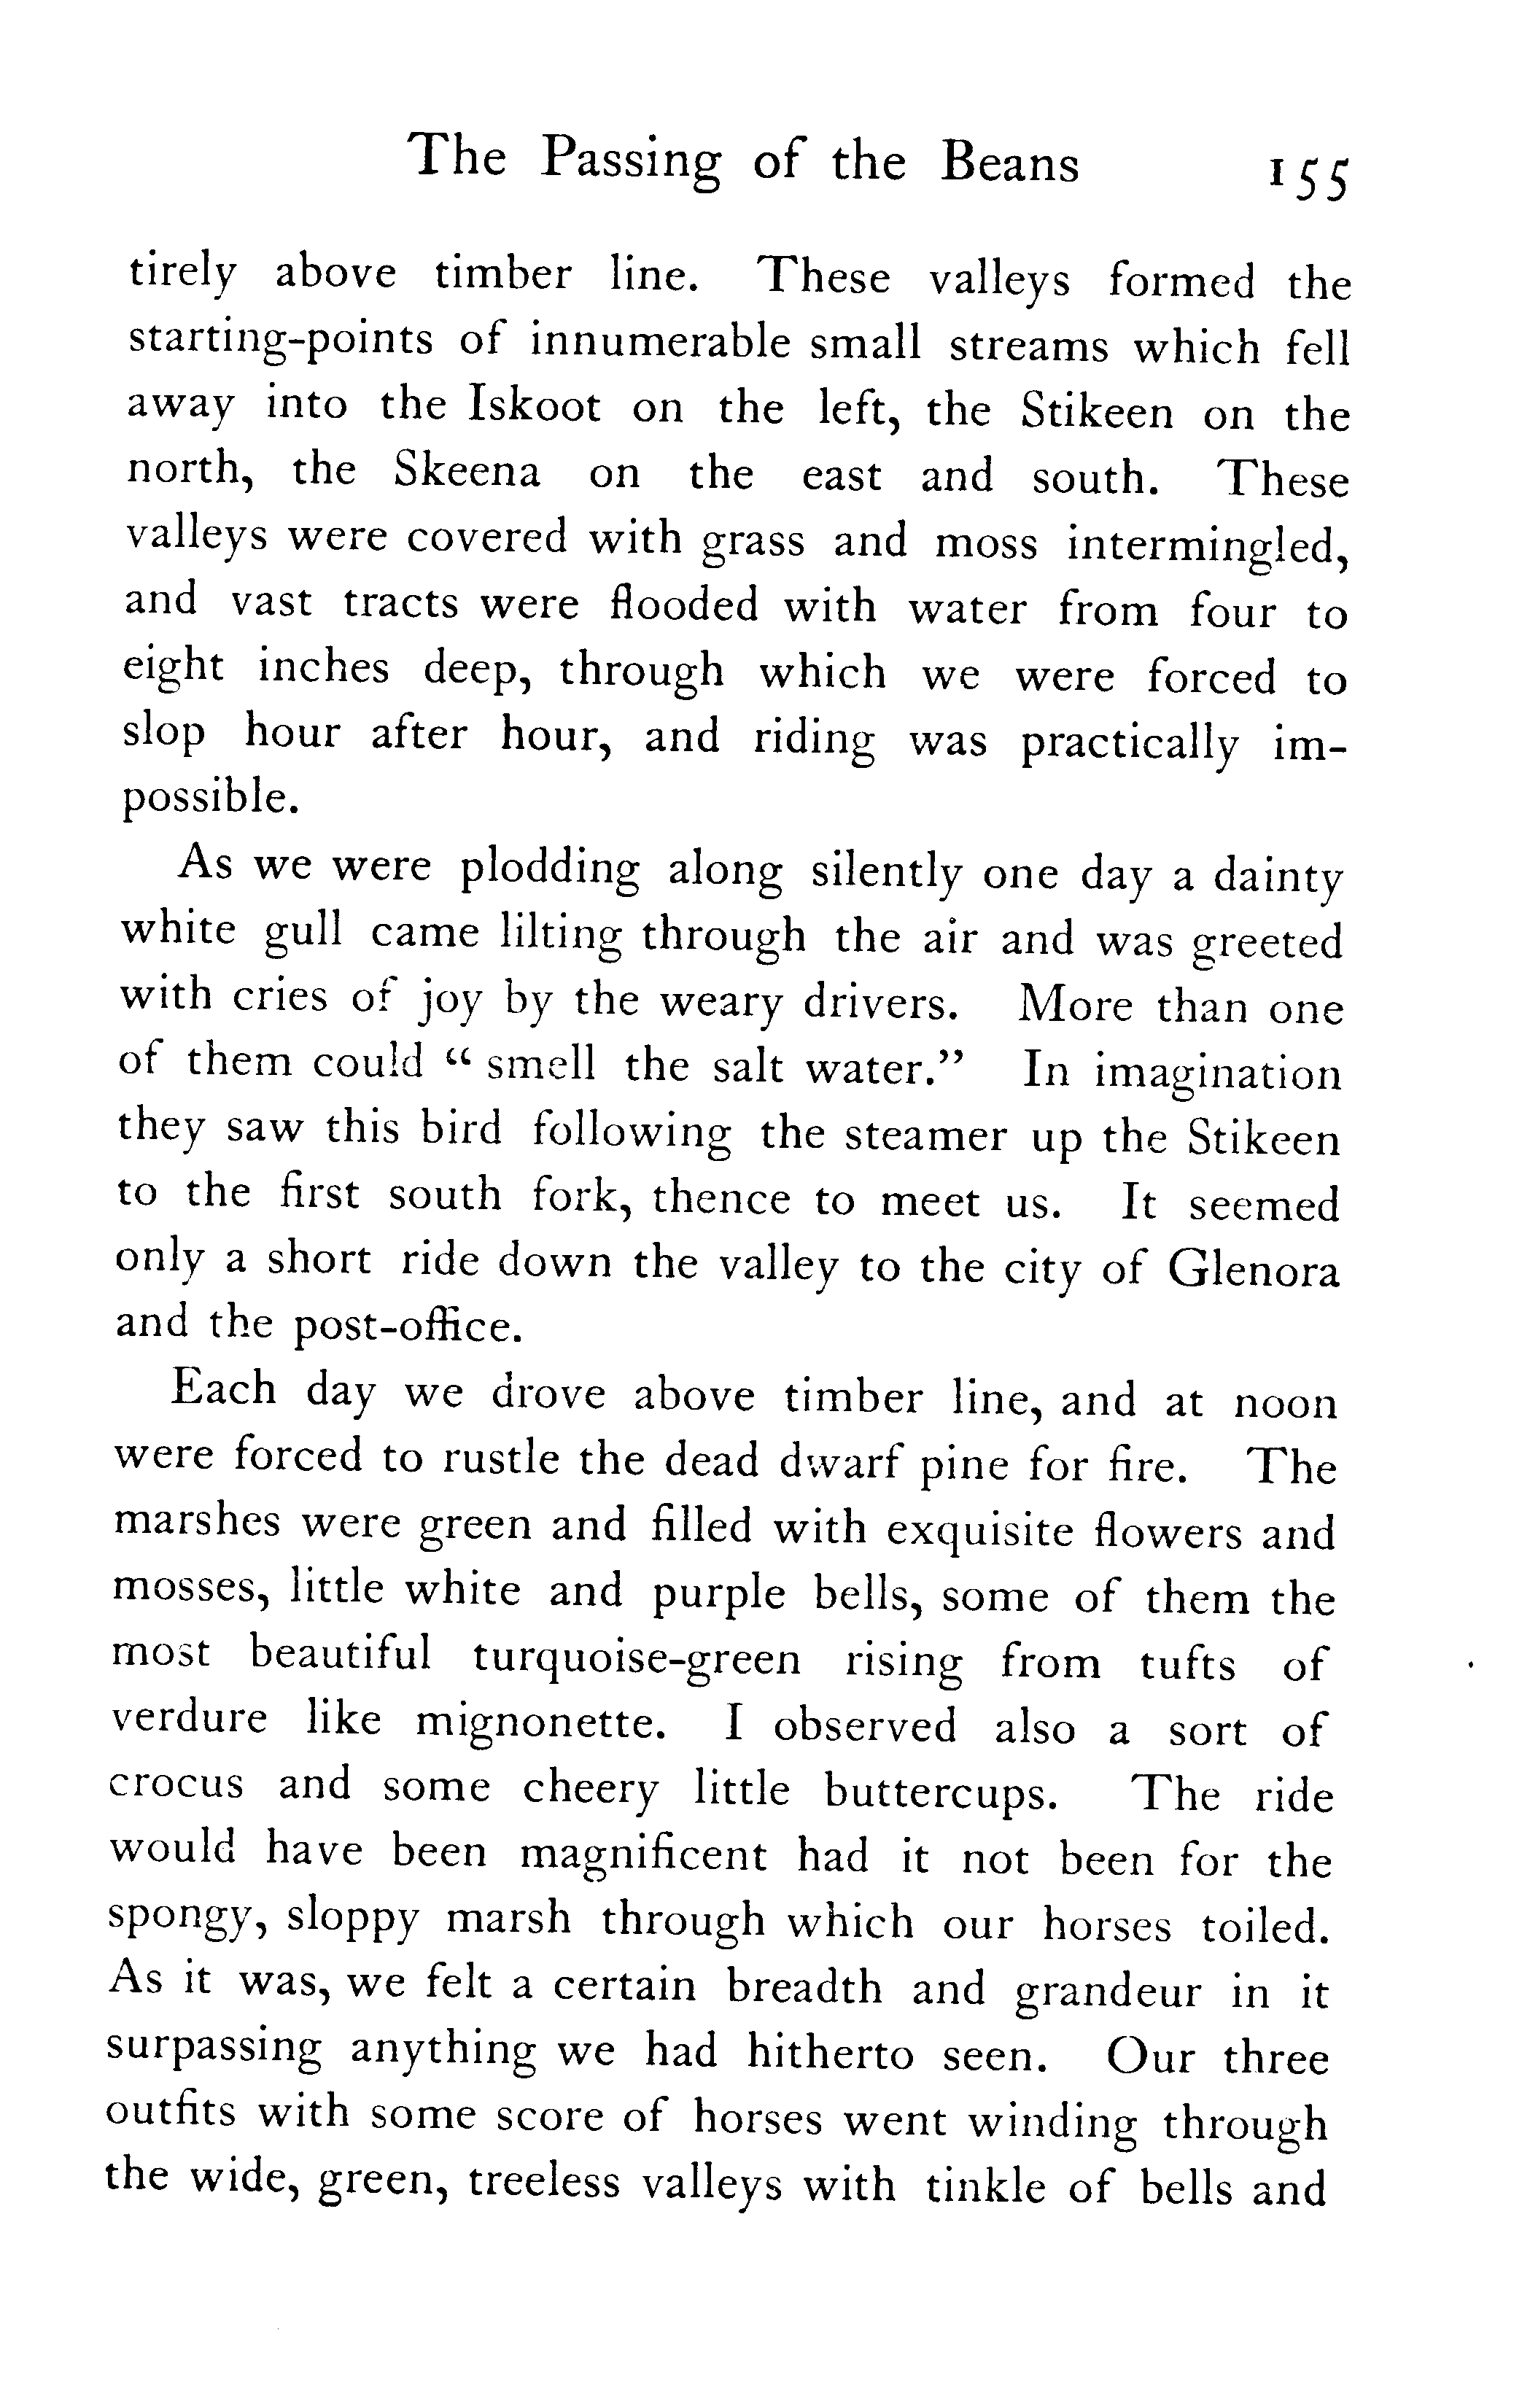 The Passing of the Beans 155
tirely above timber line. These valleys formed the
starting-points of innumerable small streams which fell
away into the Iskoot on the left, the Stikeen on the
north, the Skeena on the east and south. These
valleys were covered with grass and moss intermingled,
and vast tracts were flooded with water from four to
eight inches deep, through which we were forced to
slop hour after hour, and riding was practically im-
possible.
As we were plodding along silently one day a dainty
white gull came lilting through the air and was greeted
with cries of joy by the weary drivers. More than one
of them could “ smell the salt water.” In imagination
they saw this bird following the steamer up the Stikeen
to the first south fork, thence to meet us. It seemed
only a short ride down the valley to the city of Glenora
and the post-office.
Each day we drove above timber line, and at noon
were forced to rustle the dead dwarf pine for fire. The
marshes were green and filled with exquisite flowers and
mosses, little white and purple bells, some of them the
most beautiful turquoise-green rising from tufts of
verdure like mignonette. I observed also a sort of
crocus and some cheery little buttercups. The ride
would have been magnificent had it not been for the
spongy, sloppy marsh through which our horses toiled.
As it was, we felt a certain breadth and grandeur in it
surpassing anything we had hitherto seen. Our three
outfits with some score of horses went winding through
the wide, green, treeless valleys with tinkle of bells and